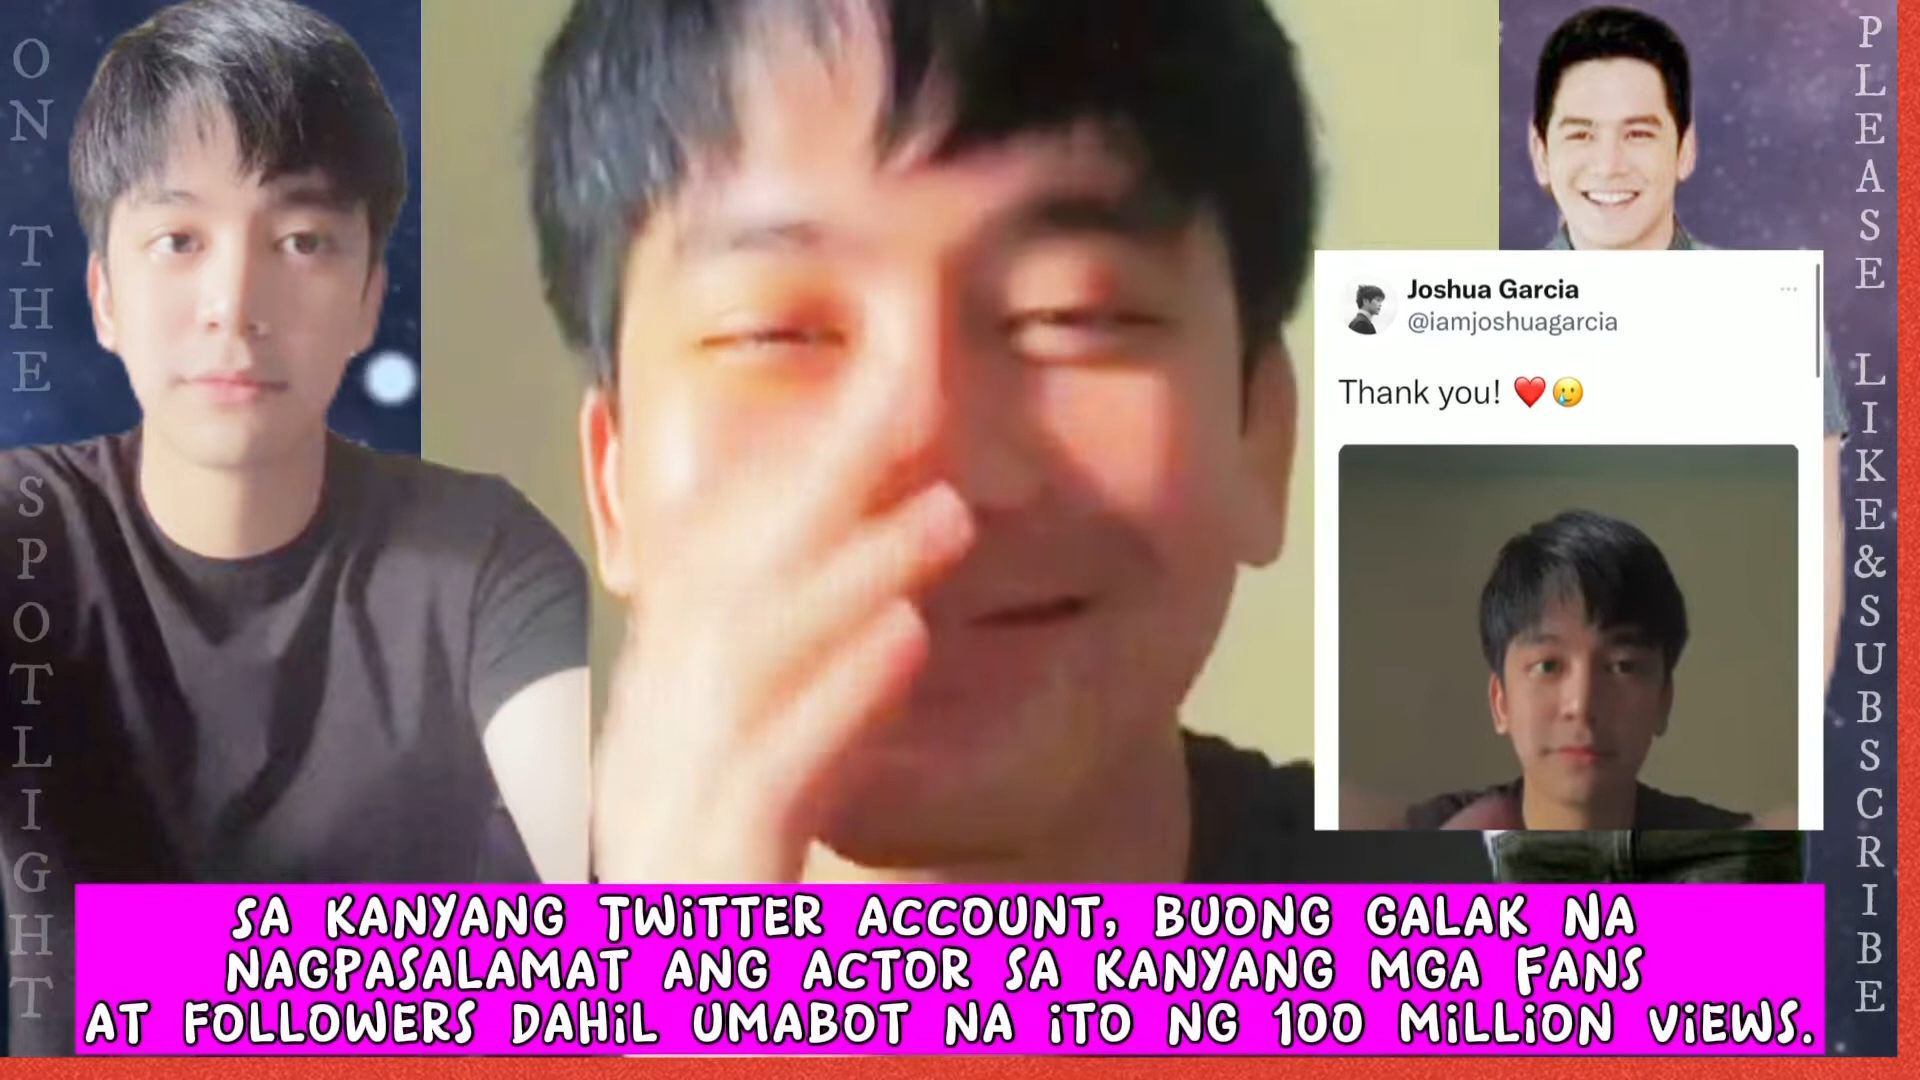 ON THE SPOTLIGHT
PLEASE LIKE&SUBSCRIBE
Joshua Garcia
@iamjoshuagarcia
Thank you! ❤️🥲
SA KANYANG TWITTER ACCOUNT, BUONG GALAK NA
NAGPASALAMAT ANG ACTOR SA KANYANG MGA FANS
AT FOLLOWERS DAHIL UMABOT NA ITO NG 100 MILLION VIEWS.